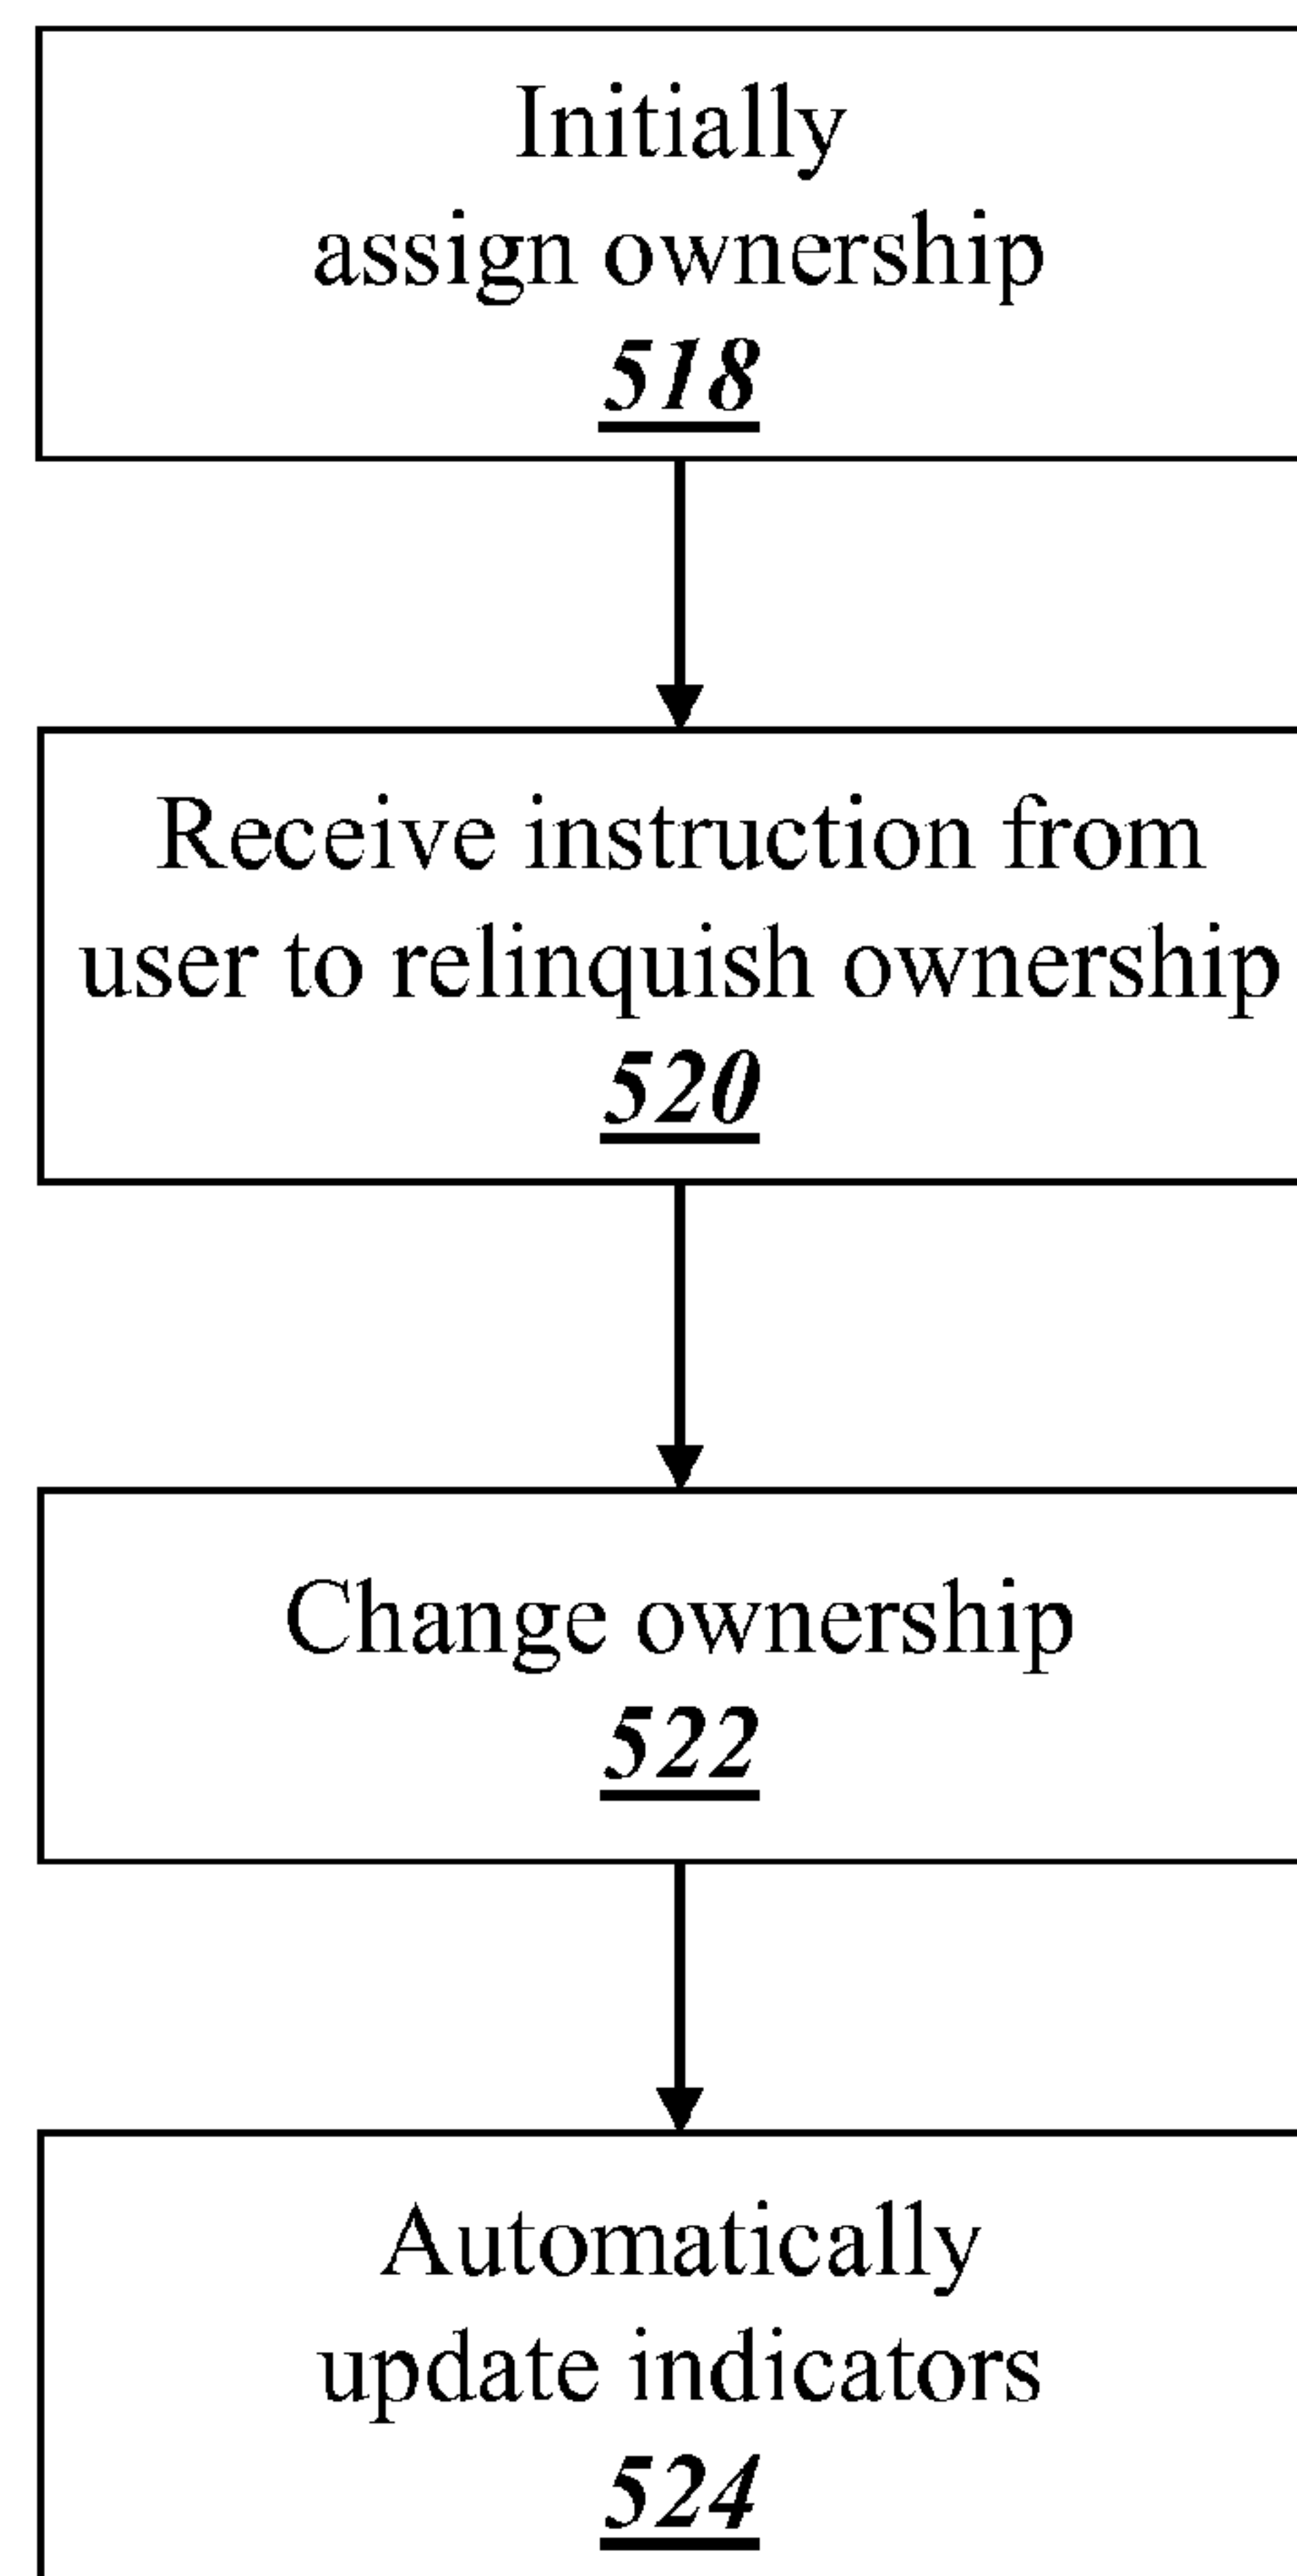 Initially
assign ownership
518
Receive instruction from
user to relinquish ownership
520
Change ownership
522
Automatically
update indicators
524